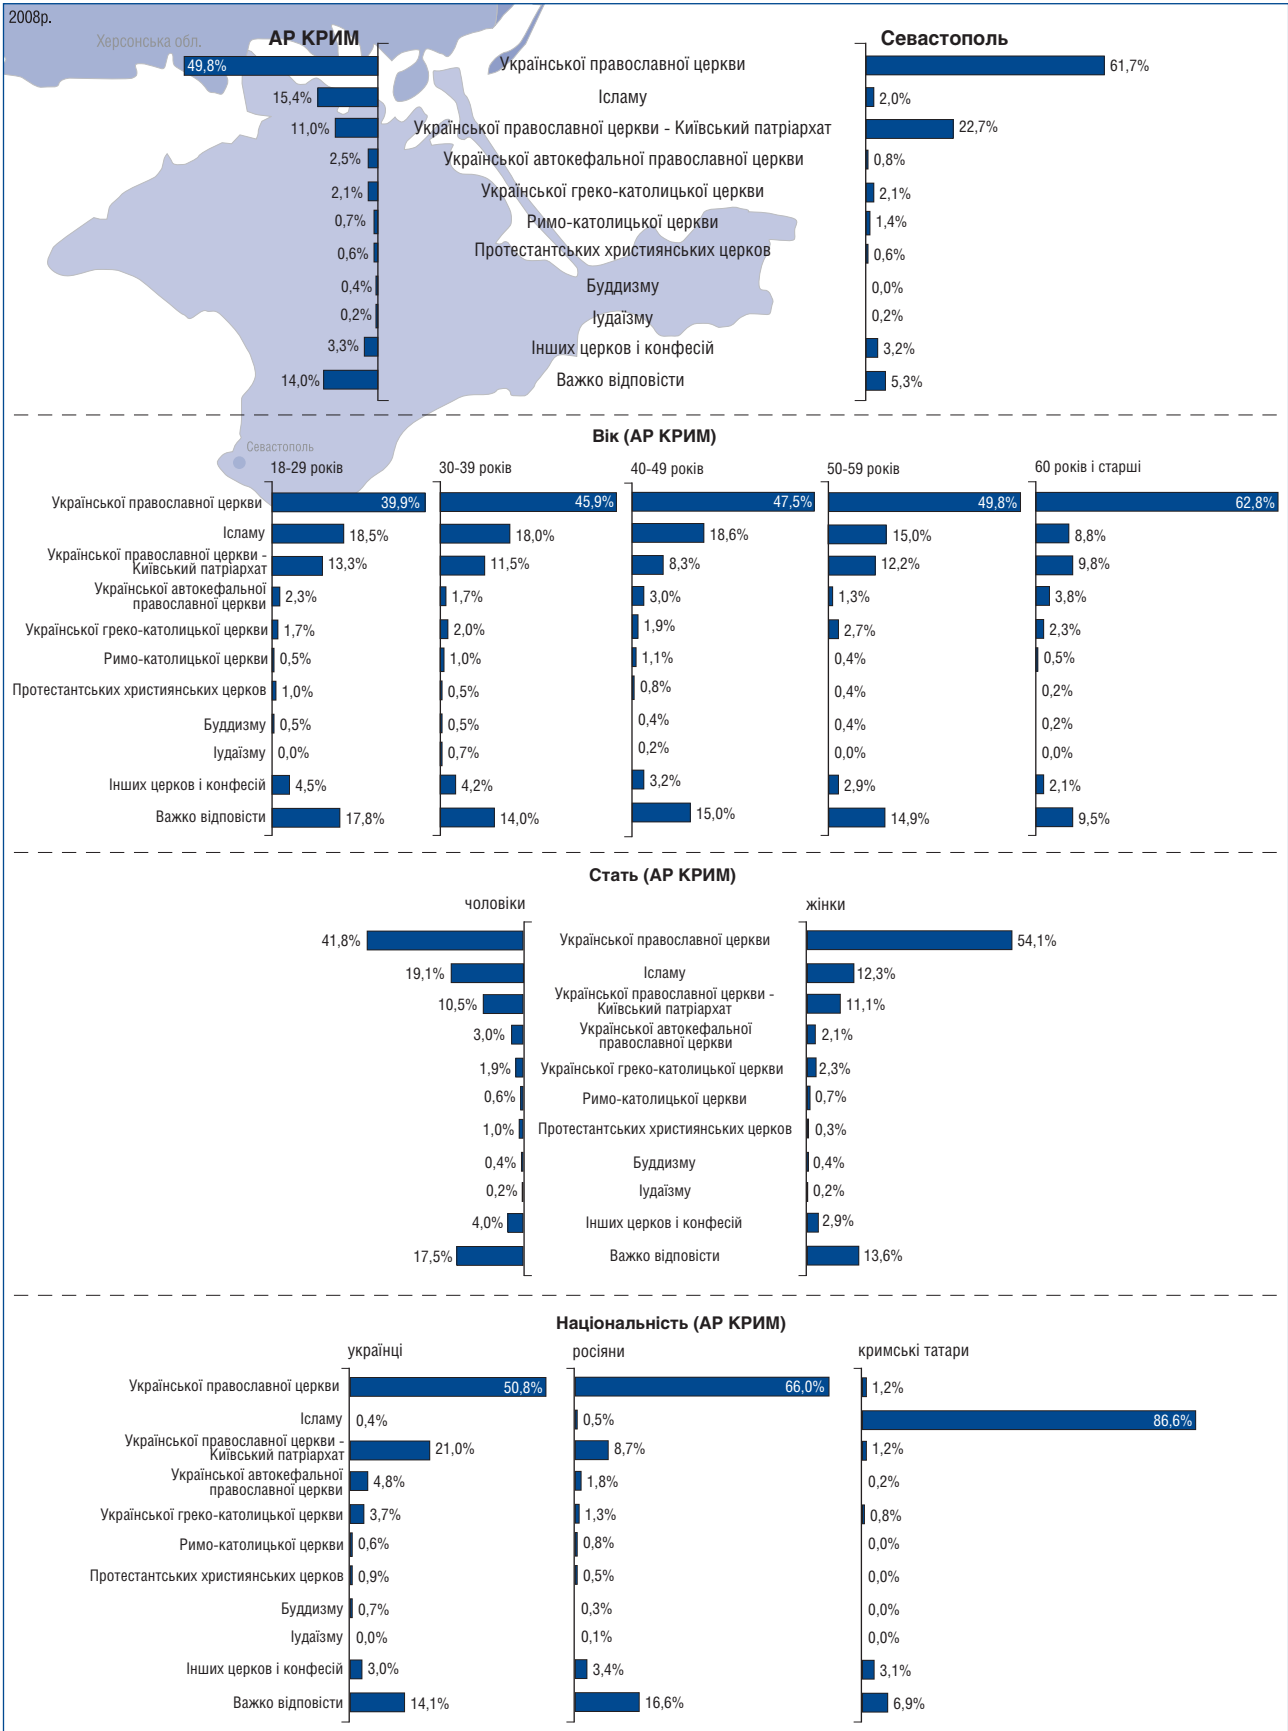 2008р.
Херсонська обл.
АР КРИМ
Севастополь
49,8% Української православної церкви 61,7%
15,4% Ісламу 2,0%
11,0% Української православної церкви - Київський патріархат 22,7%
2,5% Української автокефальної православної церкви 0,8%
2,1% Української греко-католицької церкви 2,1%
0,7% Римо-католицької церкви 1,4%
0,6% Протестантських християнських церков 0,6%
0,4% Буддизму 0,0%
0,2% Іудаїзму 0,2%
3,3% Інших церков і конфесій 3,2%
14,0% Важко відповісти 5,3%
Севастополь
Вік (АР КРИМ)
18-29 років 30-39 років 40-49 років 50-59 років 60 років і старші
Української православної церкви 39,9% 45,9% 47,5% 49,8% 62,8%
Ісламу 18,5% 18,0% 18,6% 15,0% 8,8%
Української православної церкви -
Київський патріархат 13,3% 11,5% 8,3% 12,2% 9,8%
Української автокефальної
православної церкви 2,3% 1,7% 3,0% 1,3% 3,8%
Української греко-католицької церкви 1,7% 2,0% 1,9% 2,7% 2,3%
Римо-католицької церкви 0,5% 1,0% 1,1% 0,4% 0,5%
Протестантських християнських церков 1,0% 0,5% 0,8% 0,4% 0,2%
Буддизму 0,5% 0,5% 0,4% 0,4% 0,2%
Іудаїзму 0,0% 0,7% 0,2% 0,0% 0,0%
Інших церков і конфесій 4,5% 4,2% 3,2% 2,9% 2,1%
Важко відповісти 17,8% 14,0% 15,0% 14,9% 9,5%
Стать (АР КРИМ)
чоловіки жінки
41,8% Української православної церкви 54,1%
19,1% Ісламу 12,3%
Української православної церкви -
10,5% Київський патріархат 11,1%
Української автокефальної
3,0% православної церкви 2,1%
1,9% Української греко-католицької церкви 2,3%
0,6% Римо-католицької церкви 0,7%
1,0% Протестантських християнських церков 0,3%
0,4% Буддизму 0,4%
0,2% Іудаїзму 0,2%
4,0% Інших церков і конфесій 2,9%
17,5% Важко відповісти 13,6%
Національність (АР КРИМ)
українці росіяни кримські татари
Української православної церкви 50,8% 66,0% 1,2%
Ісламу 0,4% 0,5% 86,6%
Української православної церкви -
Київський патріархат 21,0% 8,7% 1,2%
Української автокефальної
православної церкви 4,8% 1,8% 0,2%
Української греко-католицької церкви 3,7% 1,3% 0,8%
Римо-католицької церкви 0,6% 0,8% 0,0%
Протестантських християнських церков 0,9% 0,5% 0,0%
Буддизму 0,7% 0,3% 0,0%
Іудаїзму 0,0% 0,1% 0,0%
Інших церков і конфесій 3,0% 3,4% 3,1%
Важко відповісти 14,1% 16,6% 6,9%